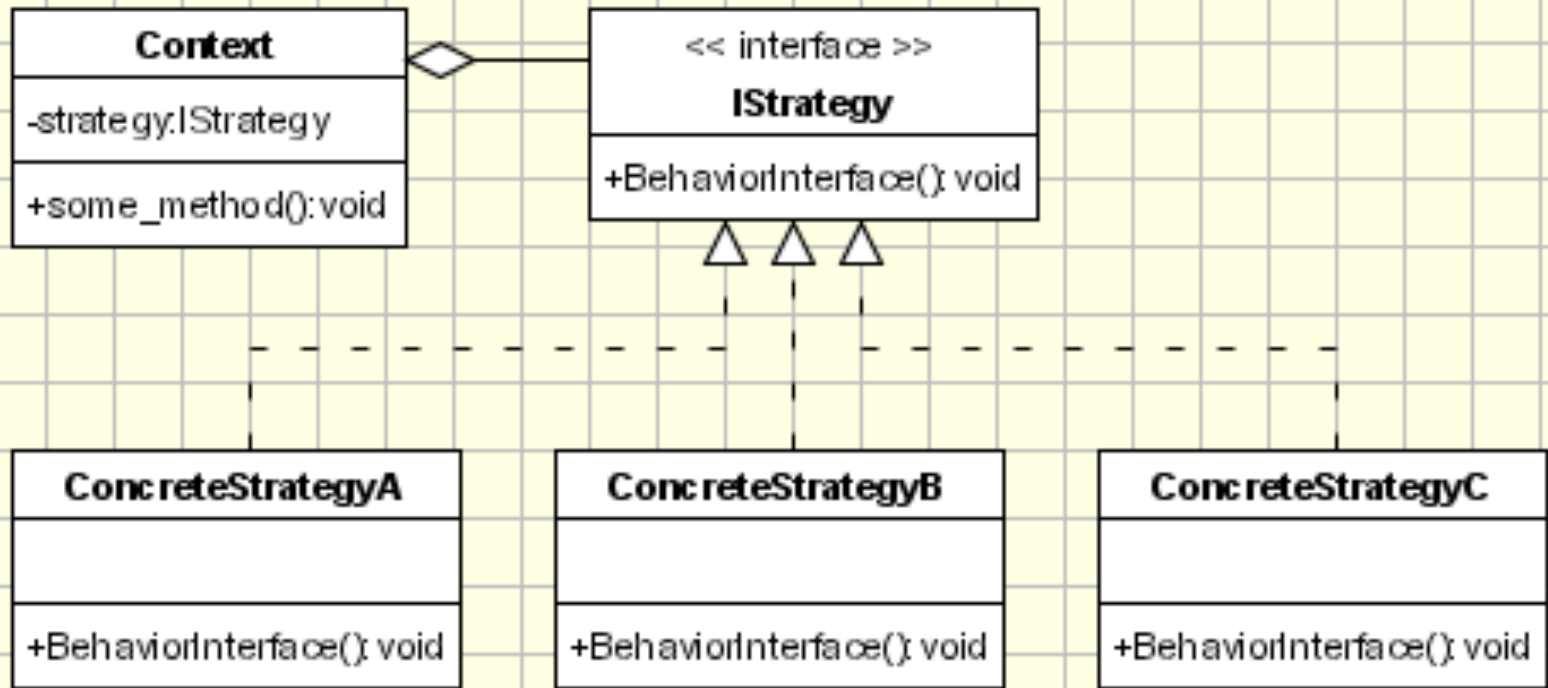 Context
-strategy:IStrategy
+some_method():void
<< interface >>
IStrategy
+BehaviorInterface(): void
ConcreteStrategyA
+BehaviorInterface(): void
ConcreteStrategyB
+BehaviorInterface(): void
ConcreteStrategyC
+BehaviorInterface(): void